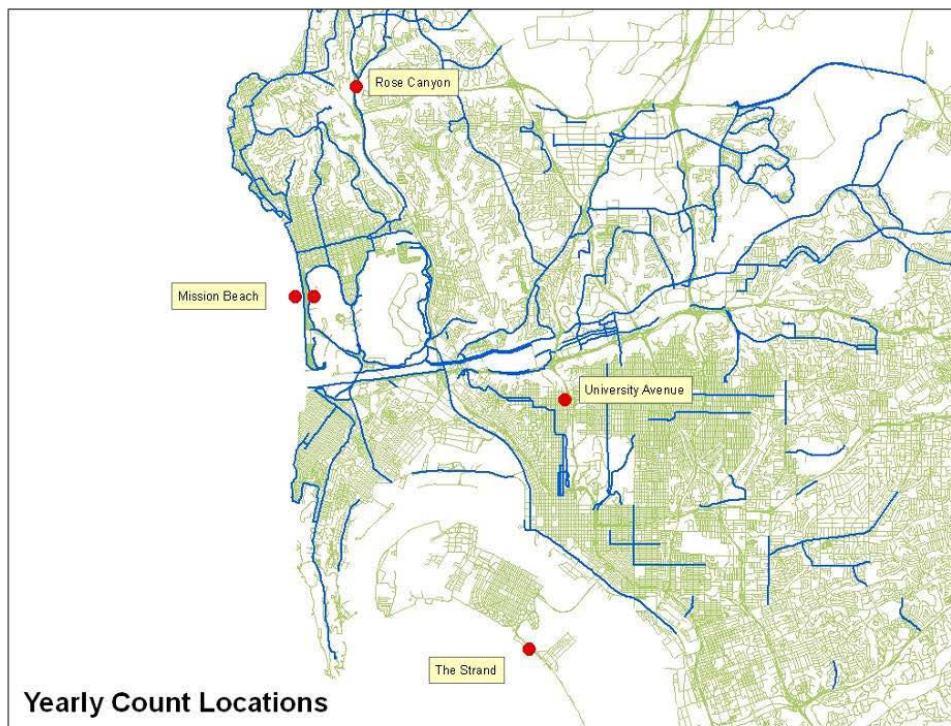 Rose Canyon
Mission Beach
University Avenue
The Strand
Yearly Count Locations